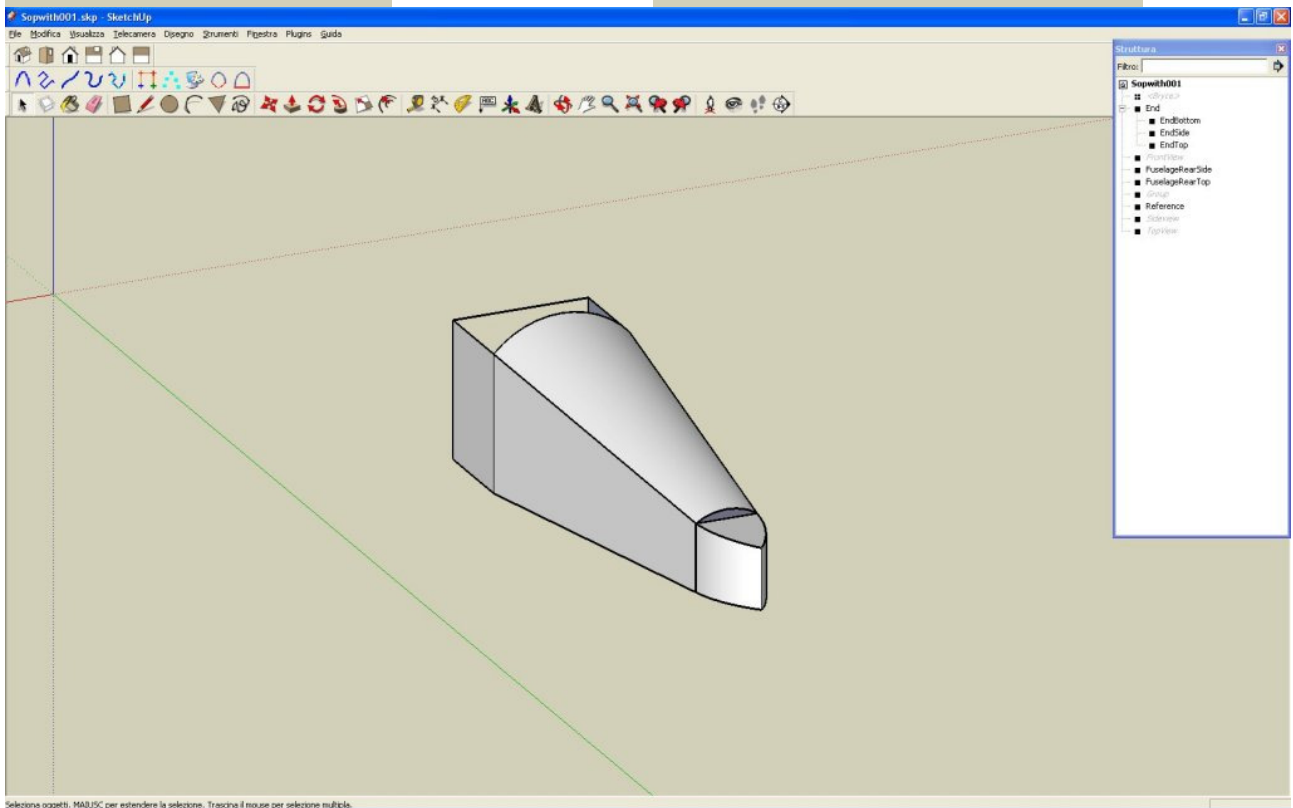 Sopwith001.skp - SketchUp
File Modifica Visualizza Telecamera Disegno Strumenti Finestra Plugins Guida
Struttura
Filtro:
Sopwith001
End
EndBottom
EndSide
EndTop
FrontView
FuselageRearSide
FuselageRearTop
Group
Reference
SideView
TopView
Seleziona oggetti. MAIUSC per estendere la selezione. Trascina il mouse per selezione multipla.